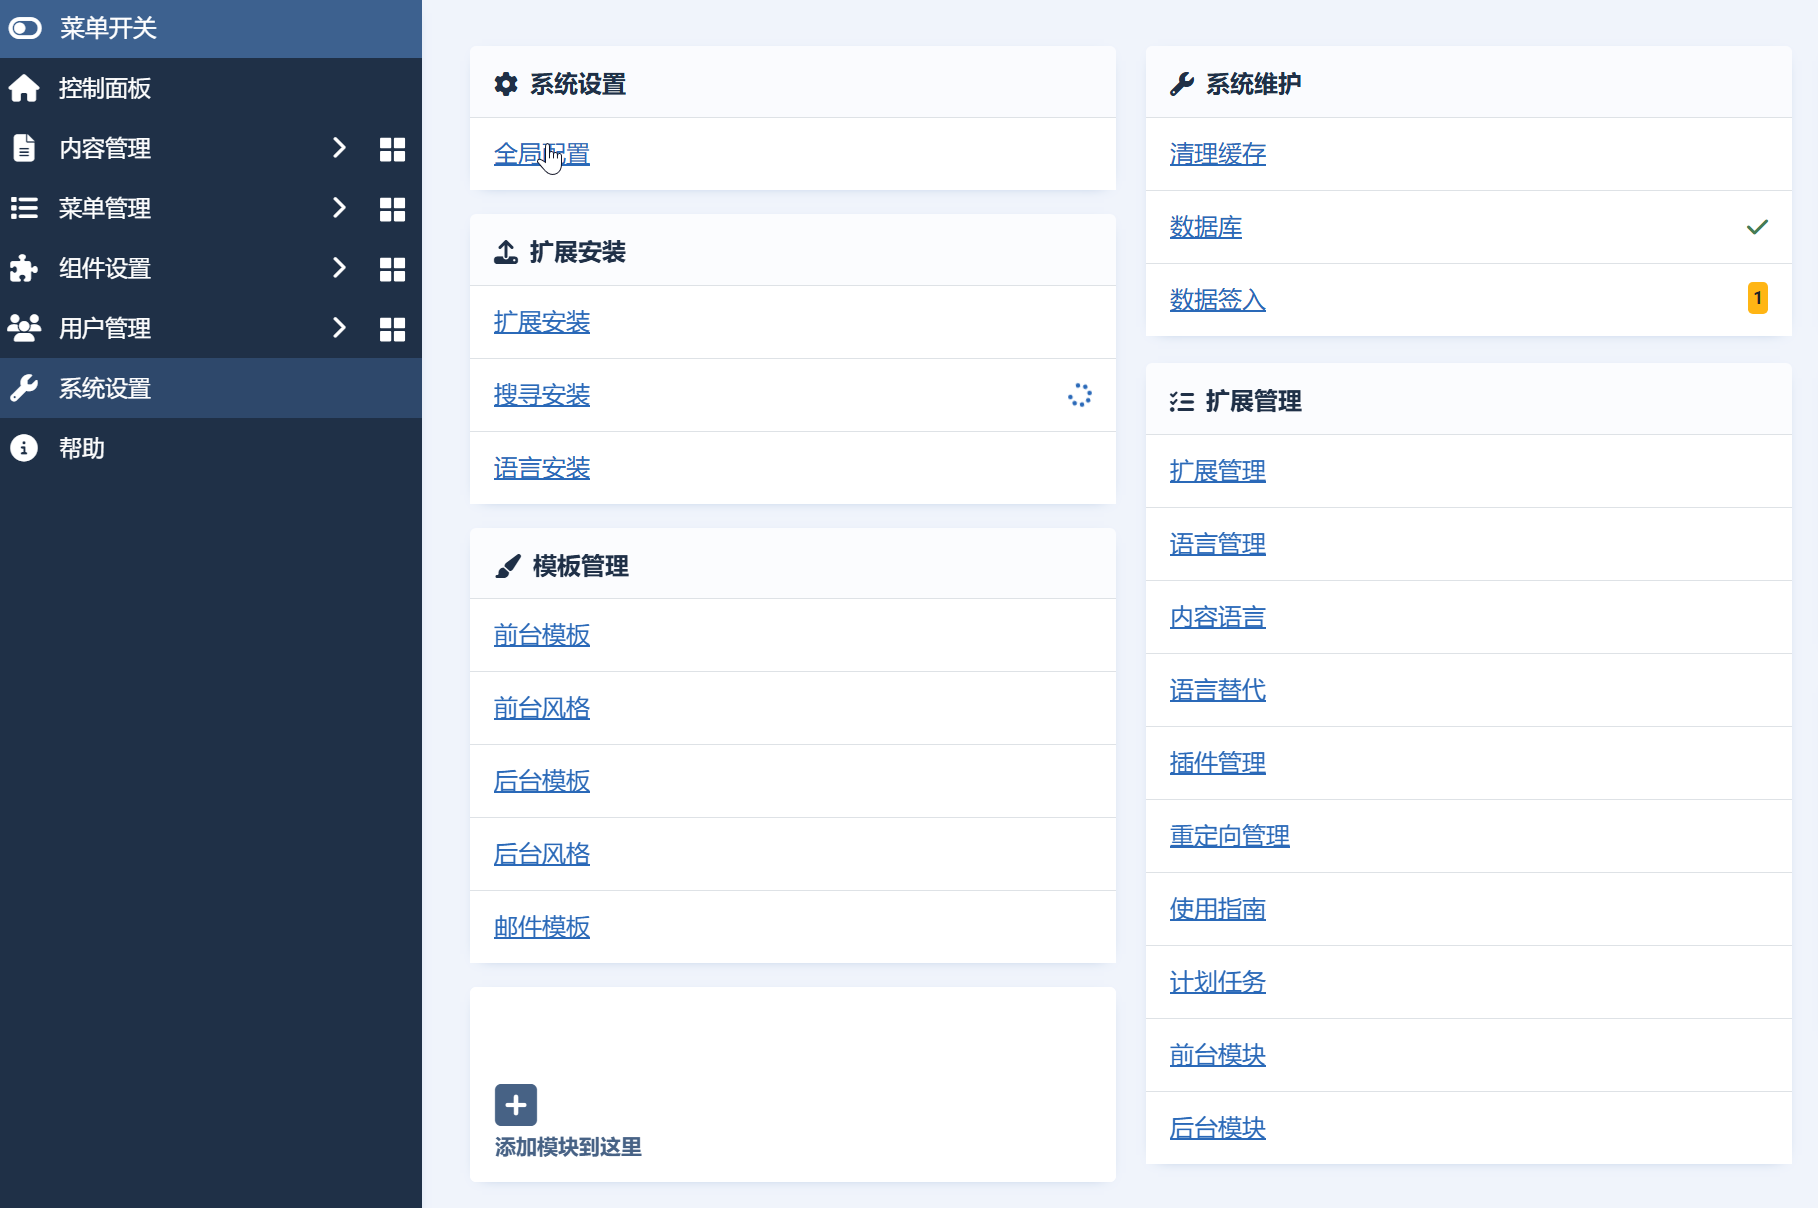 菜单开关
控制面板
内容管理
菜单管理
组件设置
用户管理
系统设置
帮助
系统设置
全局配置
扩展安装
扩展安装
搜寻安装
语言安装
模板管理
前台模板
前台风格
后台模板
后台风格
邮件模板
添加模块到这里
系统维护
清理缓存
数据库
数据签入 1
扩展管理
扩展管理
语言管理
内容语言
语言替代
插件管理
重定向管理
使用指南
计划任务
前台模块
后台模块